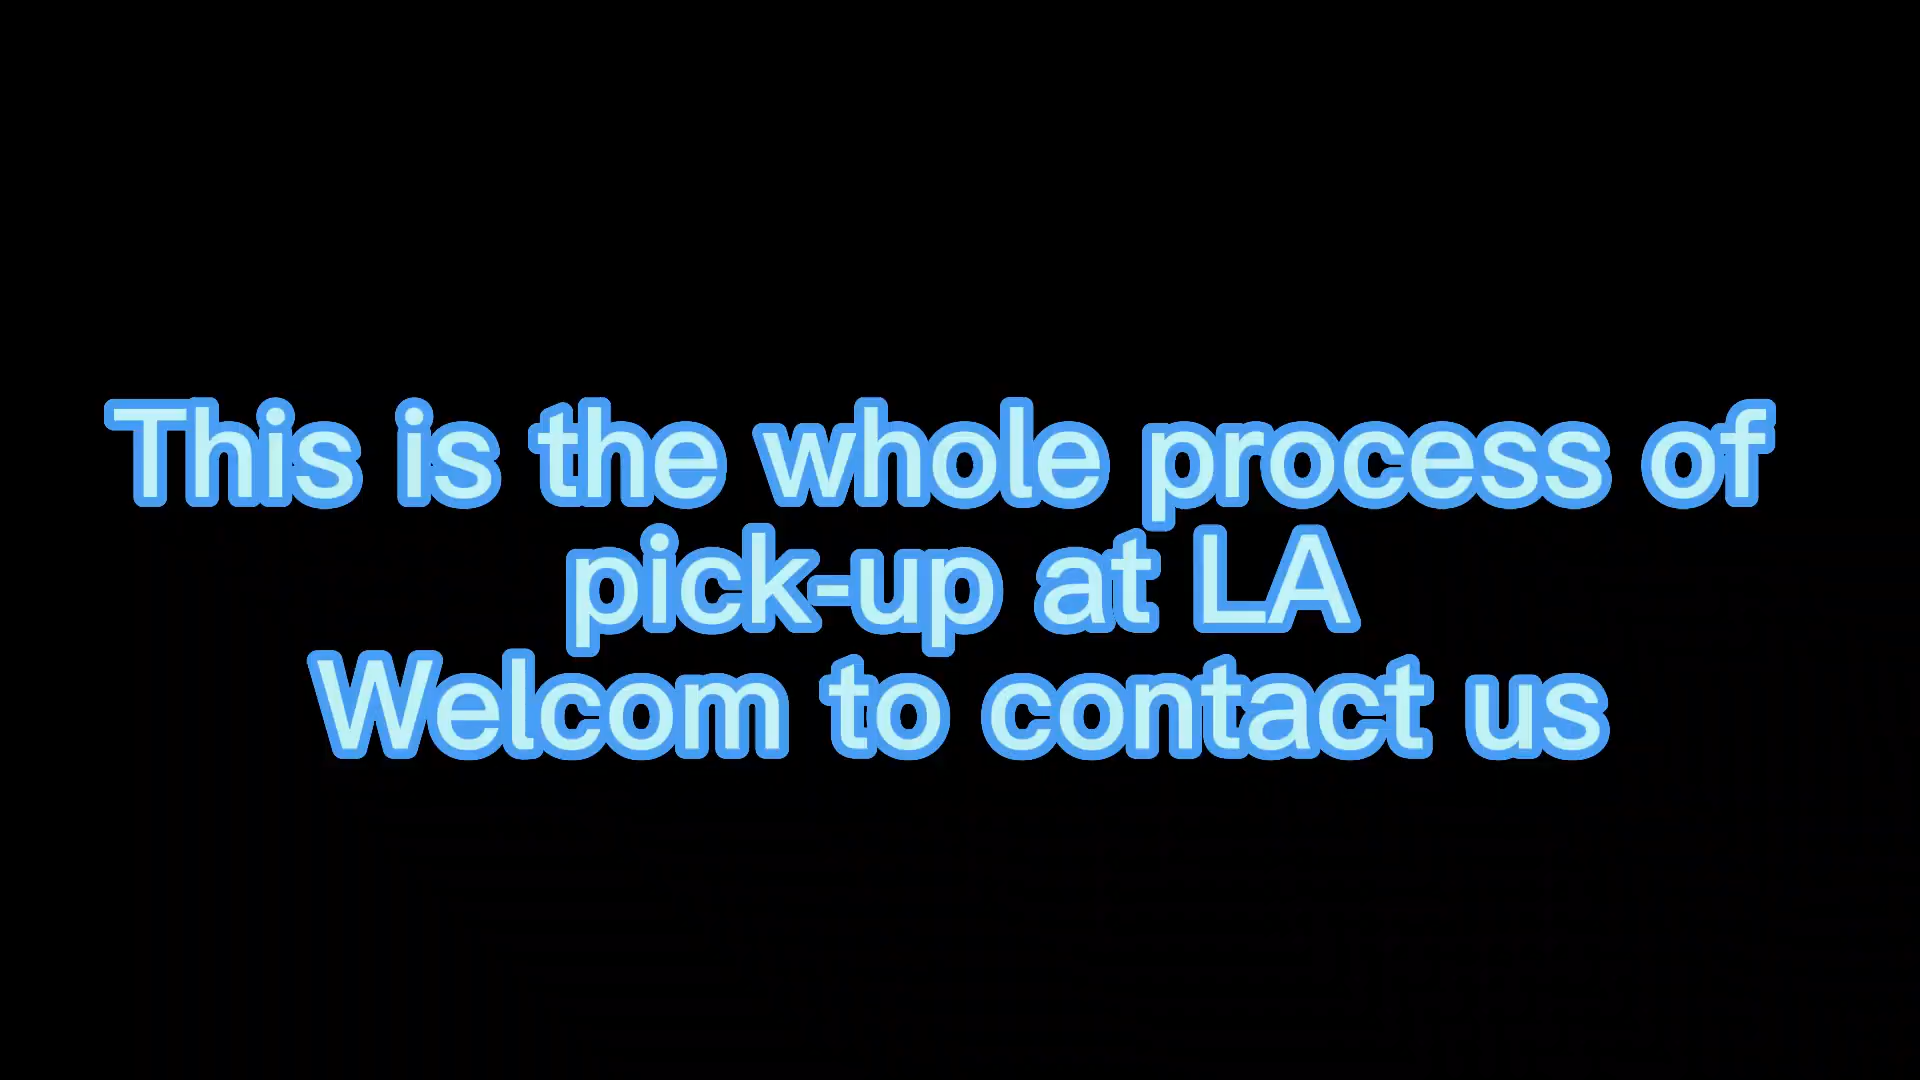 This is the whole process of
pick-up at LA
Welcom to contact us